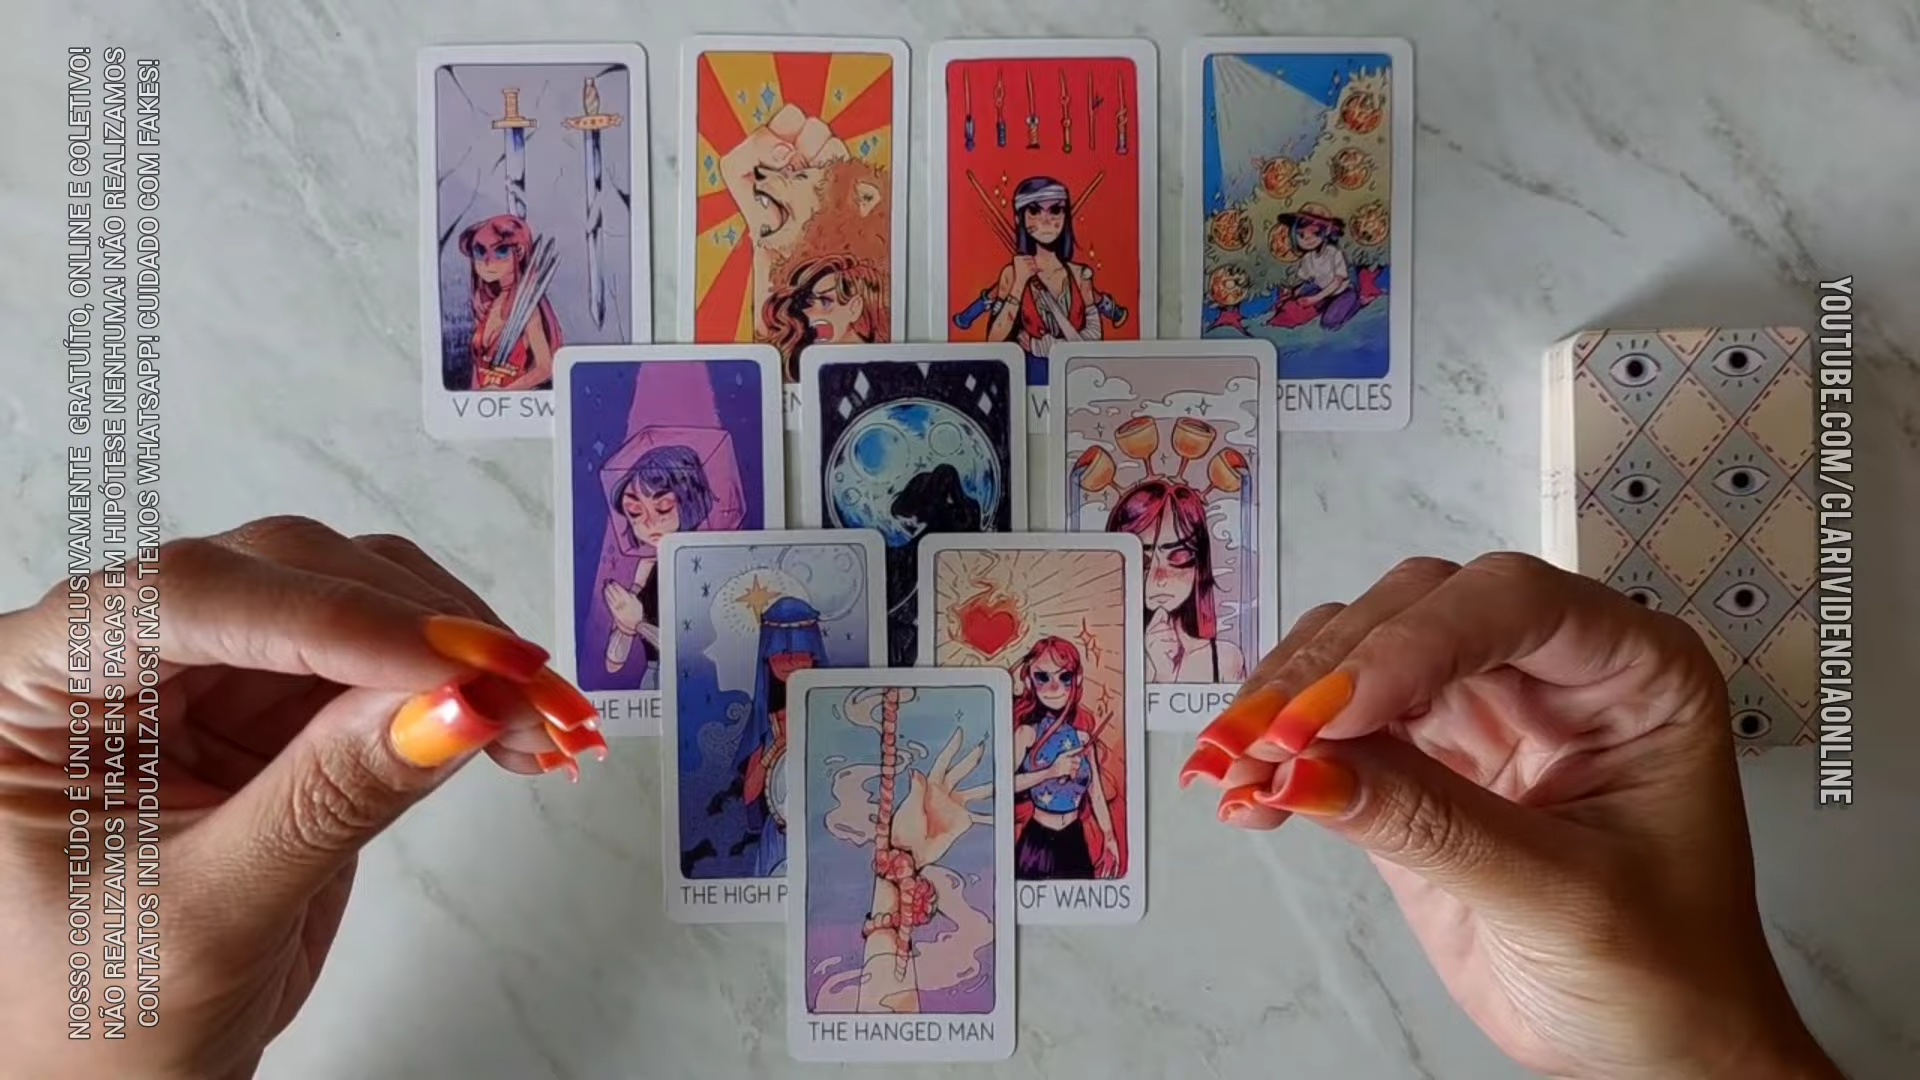 NOSSO CONTEÚDO É ÚNICO E EXCLUSIVAMENTE GRATUÍTO, ONLINE E COLETIVO!
NÃO REALIZAMOS TIRAGENS PAGAS EM HIPÓTESE NENHUMA! NÃO REALIZAMOS
CONTATOS INDIVIDUALIZADOS! NÃO TEMOS WHATSAPP! CUIDADO COM FAKES!
V OF SW
PENTACLES
HE HIE
F CUPS
THE HIGH P
OF WANDS
THE HANGED MAN
YOUTUBE.COM/CLARIVIDENCIAONLINE